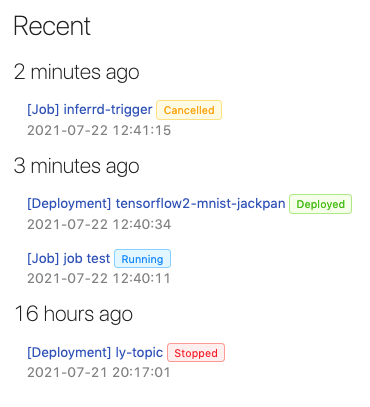 Recent
2 minutes ago
[Job] inferrd-trigger Cancelled
2021-07-22 12:41:15
3 minutes ago
[Deployment] tensorflow2-mnist-jackpan Deployed
2021-07-22 12:40:34
[Job] job test Running
2021-07-22 12:40:11
16 hours ago
[Deployment] ly-topic Stopped
2021-07-21 20:17:01